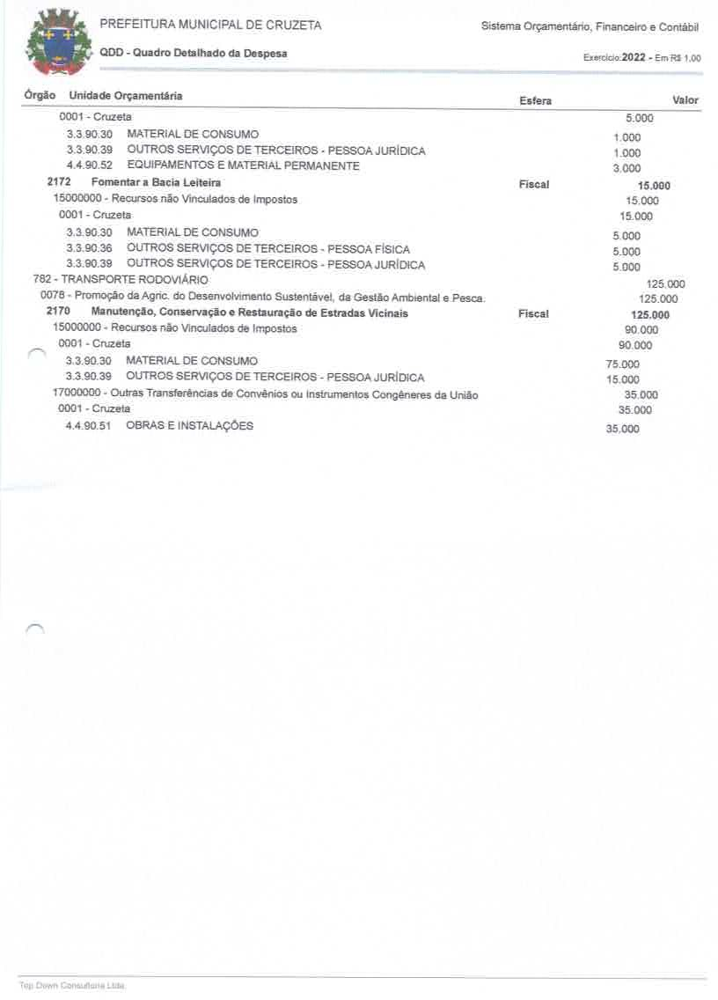 PREFEITURA MUNICIPAL DE CRUZETA Sistema Orçamentário, Financeiro e Contábil
QDD - Quadro Detalhado da Despesa Exercício:2022 - Em R$ 1,00
Órgão Unidade Orçamentária Esfera Valor
0001 - Cruzeta 5.000
3.3.90.30 MATERIAL DE CONSUMO 1.000
3.3.90.39 OUTROS SERVIÇOS DE TERCEIROS - PESSOA JURÍDICA 1.000
4.4.90.52 EQUIPAMENTOS E MATERIAL PERMANENTE 3.000
2172 Fomentar a Bacia Leiteira Fiscal 15.000
15000000 - Recursos não Vinculados de Impostos 15.000
0001 - Cruzeta 15.000
3.3.90.30 MATERIAL DE CONSUMO 5.000
3.3.90.36 OUTROS SERVIÇOS DE TERCEIROS - PESSOA FÍSICA 5.000
3.3.90.39 OUTROS SERVIÇOS DE TERCEIROS - PESSOA JURÍDICA 5.000
782 - TRANSPORTE RODOVIÁRIO 125.000
0078 - Promoção da Agric. do Desenvolvimento Sustentável, da Gestão Ambiental e Pesca. 125.000
2170 Manutenção, Conservação e Restauração de Estradas Vicinais Fiscal 125.000
15000000 - Recursos não Vinculados de Impostos 90.000
0001 - Cruzeta 90.000
3.3.90.30 MATERIAL DE CONSUMO 75.000
3.3.90.39 OUTROS SERVIÇOS DE TERCEIROS - PESSOA JURÍDICA 15.000
17000000 - Outras Transferências de Convênios ou Instrumentos Congêneres da União 35.000
0001 - Cruzeta 35.000
4.4.90.51 OBRAS E INSTALAÇÕES 35.000
Top Down Consultoria Ltda